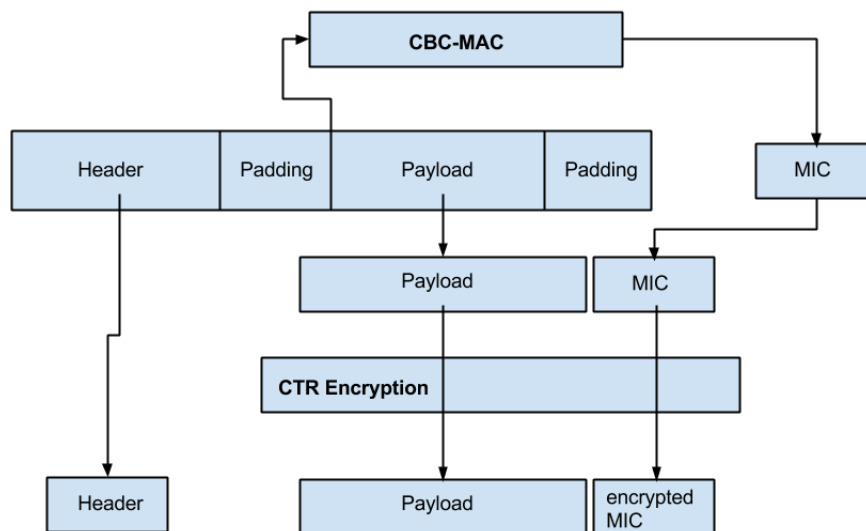 CBC-MAC
Header
Padding
Payload
Padding
MIC
Payload
MIC
CTR Encryption
Header
Payload
encrypted
MIC